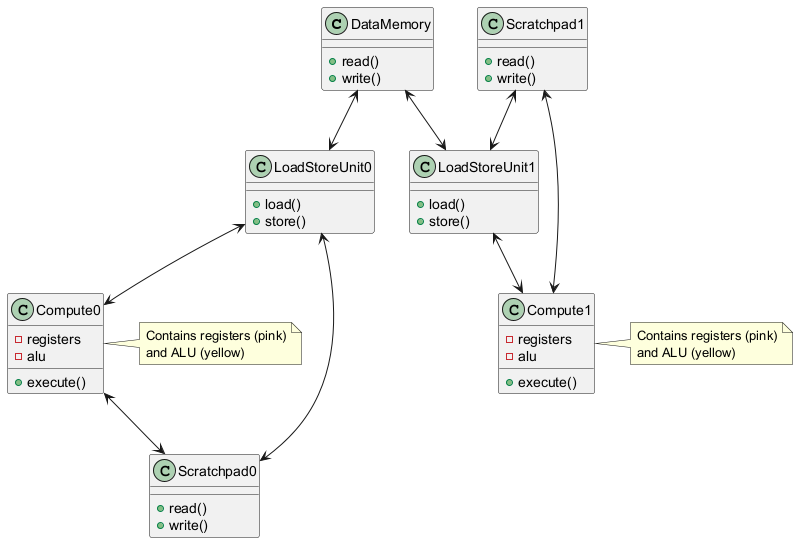 C DataMemory
read()
write()
C Scratchpad1
read()
write()
C LoadStoreUnit0
load()
store()
C LoadStoreUnit1
load()
store()
C Compute0
registers
alu
execute()
Contains registers (pink)
and ALU (yellow)
C Compute1
registers
alu
execute()
Contains registers (pink)
and ALU (yellow)
C Scratchpad0
read()
write()